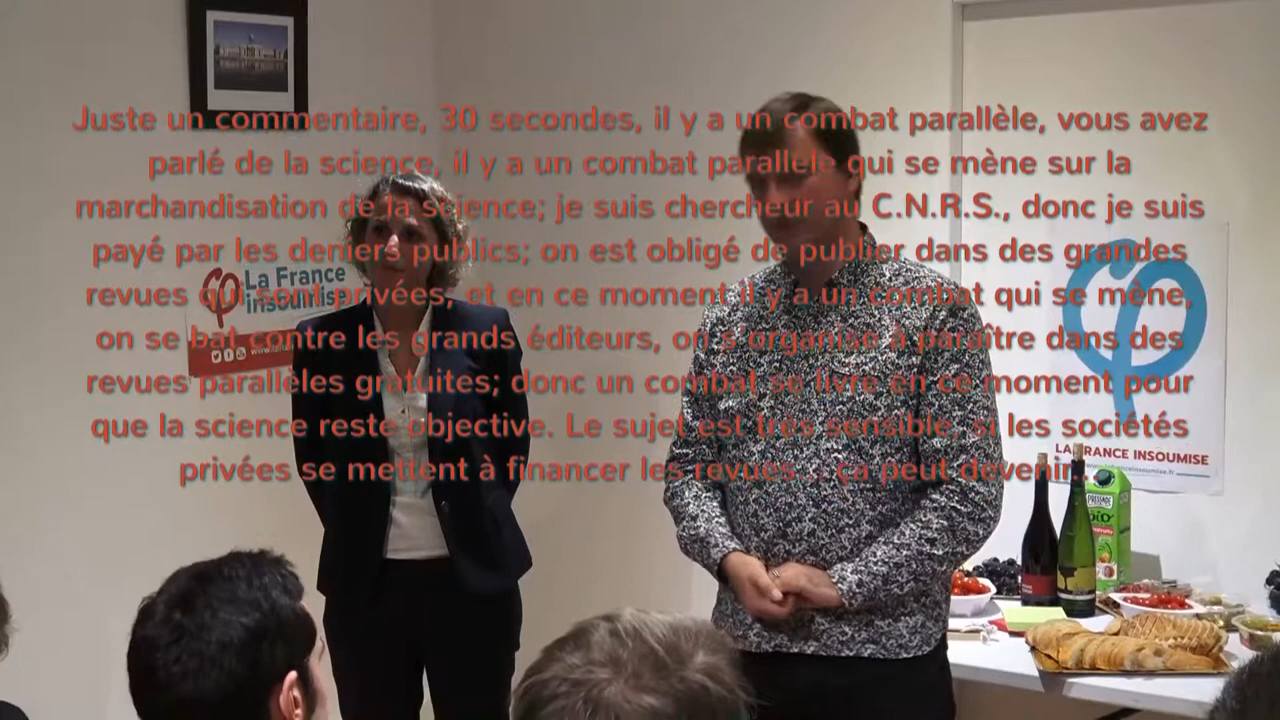 Juste un commentaire, 30 secondes, il y a un combat parallèle, vous avez
parlé de la science, il y a un combat parallèle qui se mène sur la
marchandisation de la science; je suis chercheur au C.N.R.S., donc je suis
payé par les deniers publics; on est obligé de publier dans des grandes
revues qui sont privées, et en ce moment il y a un combat qui se mène,
on se bat contre les grands éditeurs, on s'organise à paraître dans des
revues parallèles gratuites; donc un combat se livre en ce moment pour
que la science reste objective. Le sujet est très sensible, si les sociétés
privées se mettent à financer les revues... ça peut devenir...
La France
insoumise
LA FRANCE INSOUMISE
PRESSADE
BIO